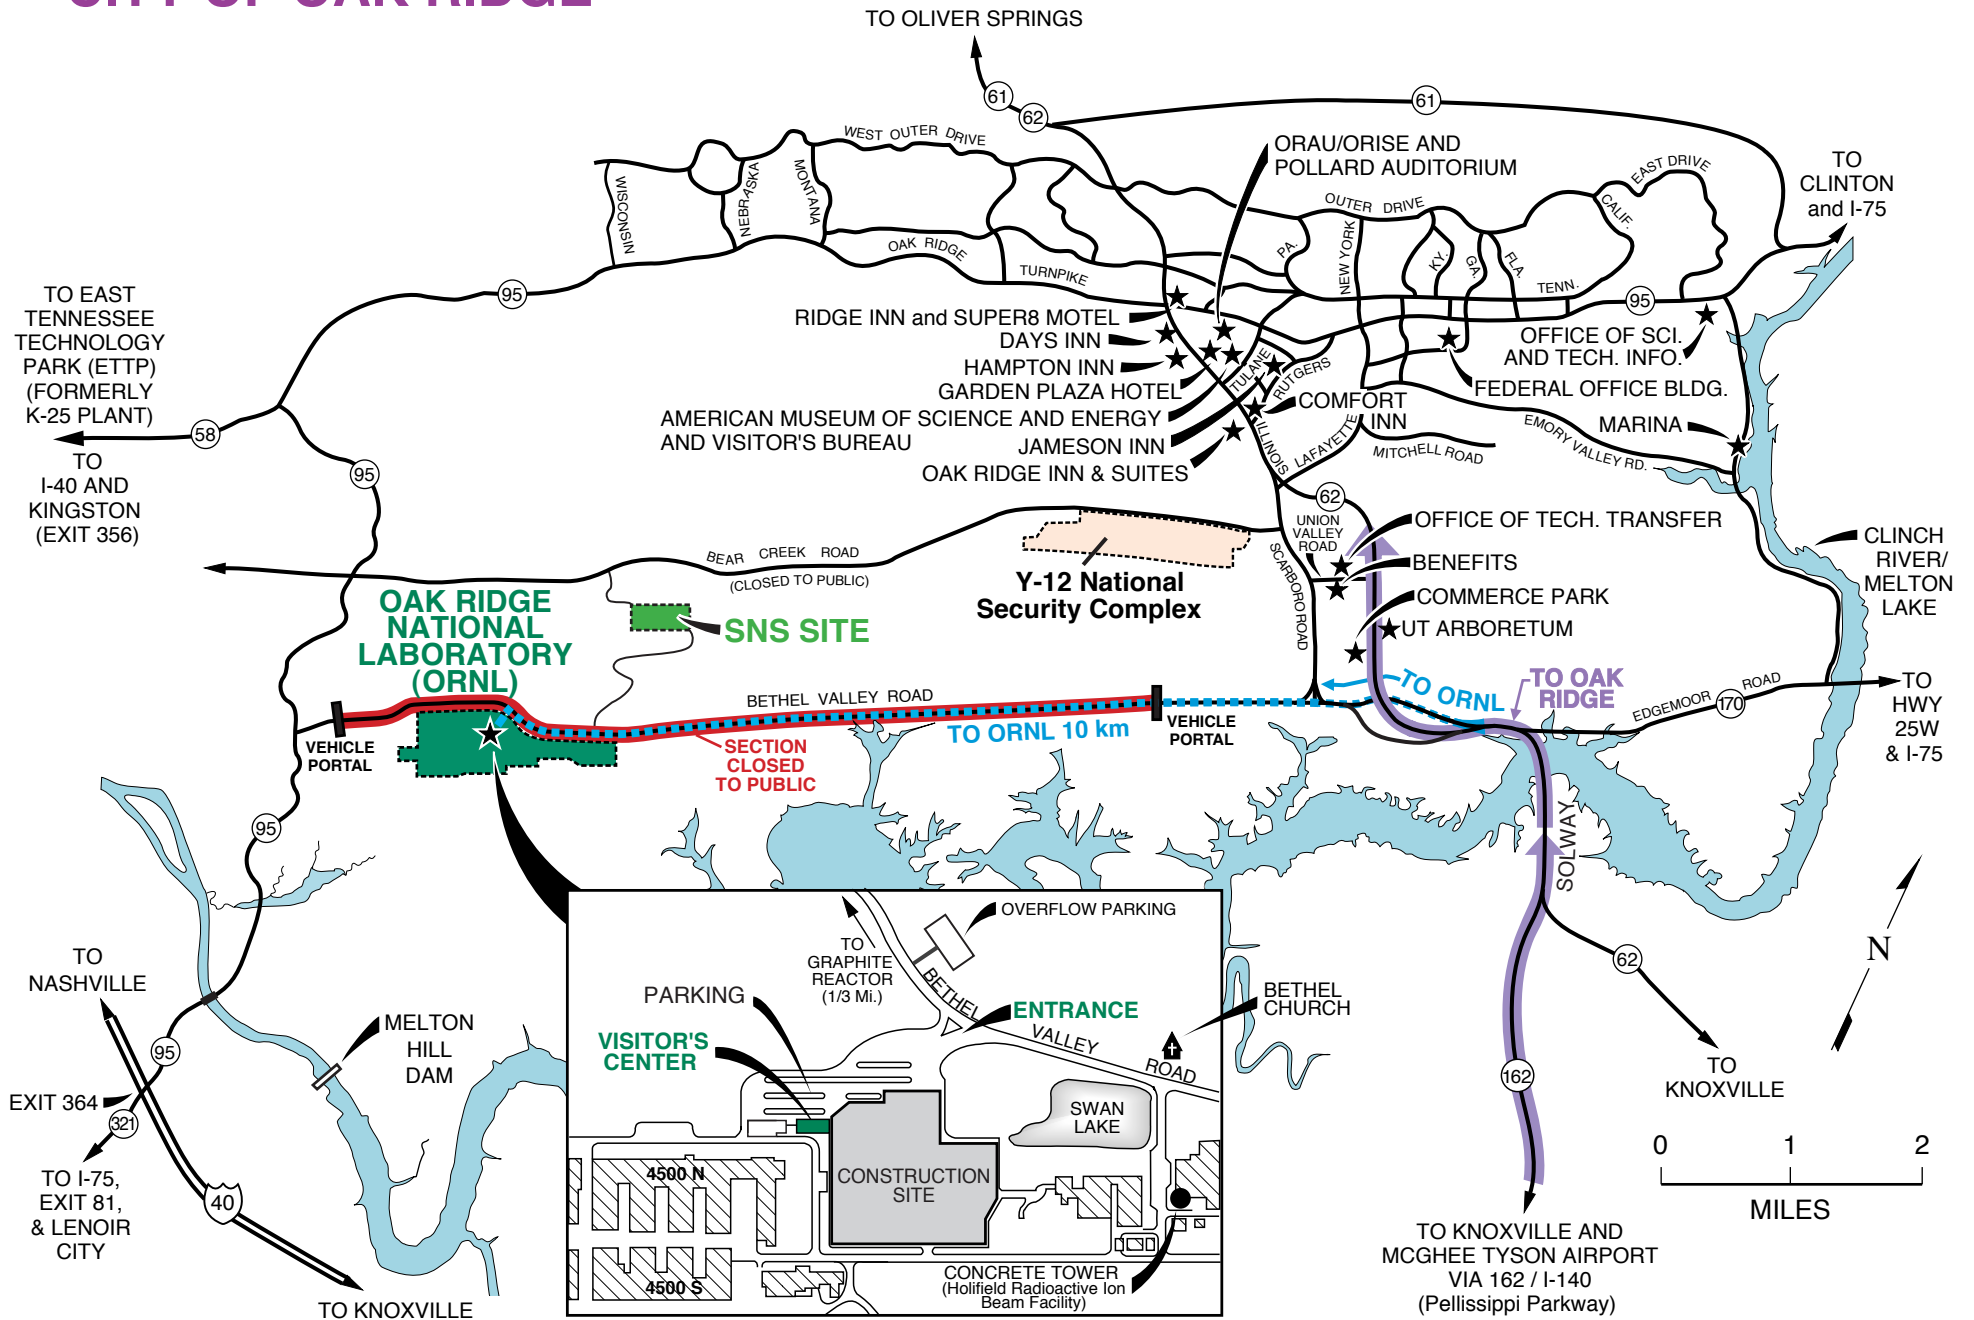 CITY OF OAK RIDGE
TO OLIVER SPRINGS
61
62
61
WEST OUTER DRIVE
ORAU/ORISE AND
POLLARD AUDITORIUM
TO
CLINTON
and I-75
EAST DRIVE
WISCONSIN
NEBRASKA
MONTANA
OUTER DRIVE
CALIF.
OAK RIDGE
TURNPIKE
PA.
NEW YORK
KY.
GA.
FLA.
TENN.
95
95
TO EAST
TENNESSEE
TECHNOLOGY
PARK (ETTP)
(FORMERLY
K-25 PLANT)
58
TO
I-40 AND
KINGSTON
(EXIT 356)
95
RIDGE INN and SUPER8 MOTEL
DAYS INN
HAMPTON INN
GARDEN PLAZA HOTEL
AMERICAN MUSEUM OF SCIENCE AND ENERGY
AND VISITOR'S BUREAU
JAMESON INN
OAK RIDGE INN & SUITES
TULANE
RUTGERS
COMFORT
INN
ILLINOIS
LAFAYETTE
OFFICE OF SCI.
AND TECH. INFO.
FEDERAL OFFICE BLDG.
MARINA
EMORY VALLEY RD.
MITCHELL ROAD
62
UNION
VALLEY
ROAD
OFFICE OF TECH. TRANSFER
BENEFITS
COMMERCE PARK
UT ARBORETUM
CLINCH
RIVER/
MELTON
LAKE
BEAR CREEK ROAD
(CLOSED TO PUBLIC)
Y-12 National
Security Complex
SCARBORO ROAD
OAK RIDGE
NATIONAL
LABORATORY
(ORNL)
SNS SITE
BETHEL VALLEY ROAD
TO ORNL 10 km
TO ORNL
TO OAK
RIDGE
EDGEMOOR ROAD
170
TO
HWY
25W
& I-75
VEHICLE
PORTAL
SECTION
CLOSED
TO PUBLIC
VEHICLE
PORTAL
95
SOLWAY
62
TO
KNOXVILLE
162
N
0 1 2
MILES
TO KNOXVILLE AND
MCGHEE TYSON AIRPORT
VIA 162 / I-140
(Pellissippi Parkway)
TO
NASHVILLE
95
MELTON
HILL
DAM
EXIT 364
321
TO I-75,
EXIT 81,
& LENOIR
CITY
40
TO KNOXVILLE
OVERFLOW PARKING
TO
GRAPHITE
REACTOR
(1/3 Mi.)
PARKING
VISITOR'S
CENTER
ENTRANCE
BETHEL
VALLEY
ROAD
BETHEL
CHURCH
SWAN
LAKE
CONSTRUCTION
SITE
4500 N
4500 S
CONCRETE TOWER
(Holifield Radioactive Ion
Beam Facility)